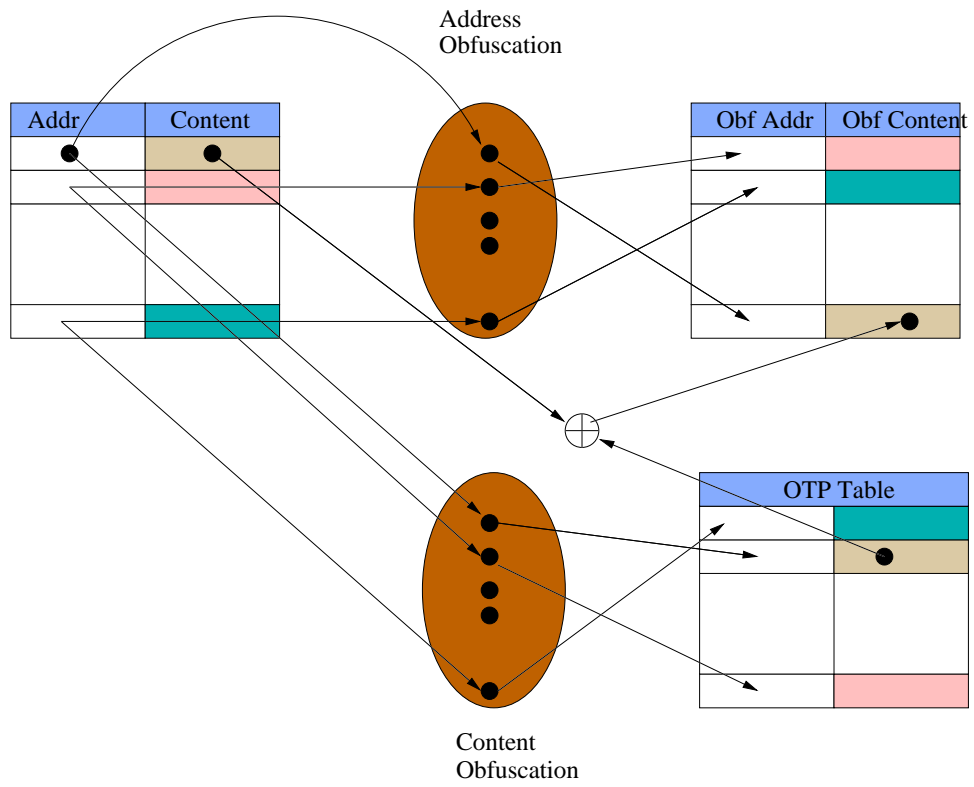 Address
Obfuscation
Addr Content
Obf Addr Obf Content
OTP Table
Content
Obfuscation